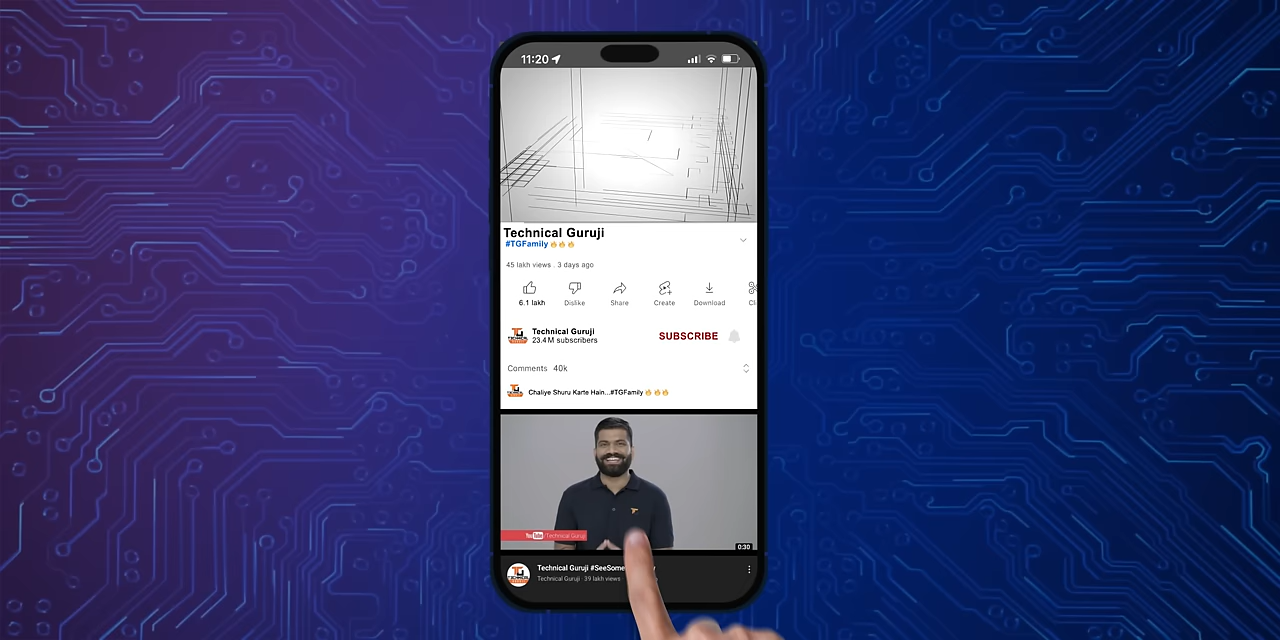 11:20
Technical Guruji
#TGFamily 🔥🔥🔥
45 lakh views . 3 days ago
6.1 lakh Dislike Share Create Download
Technical Guruji
23.4 M subscribers
SUBSCRIBE
Comments 40k
Chaliye Shuru Karte Hain...#TGFamily 🔥🔥🔥
YouTube Technical Guruji
0:30
Technical Guruji
Technical Guruji · 39 lakh views